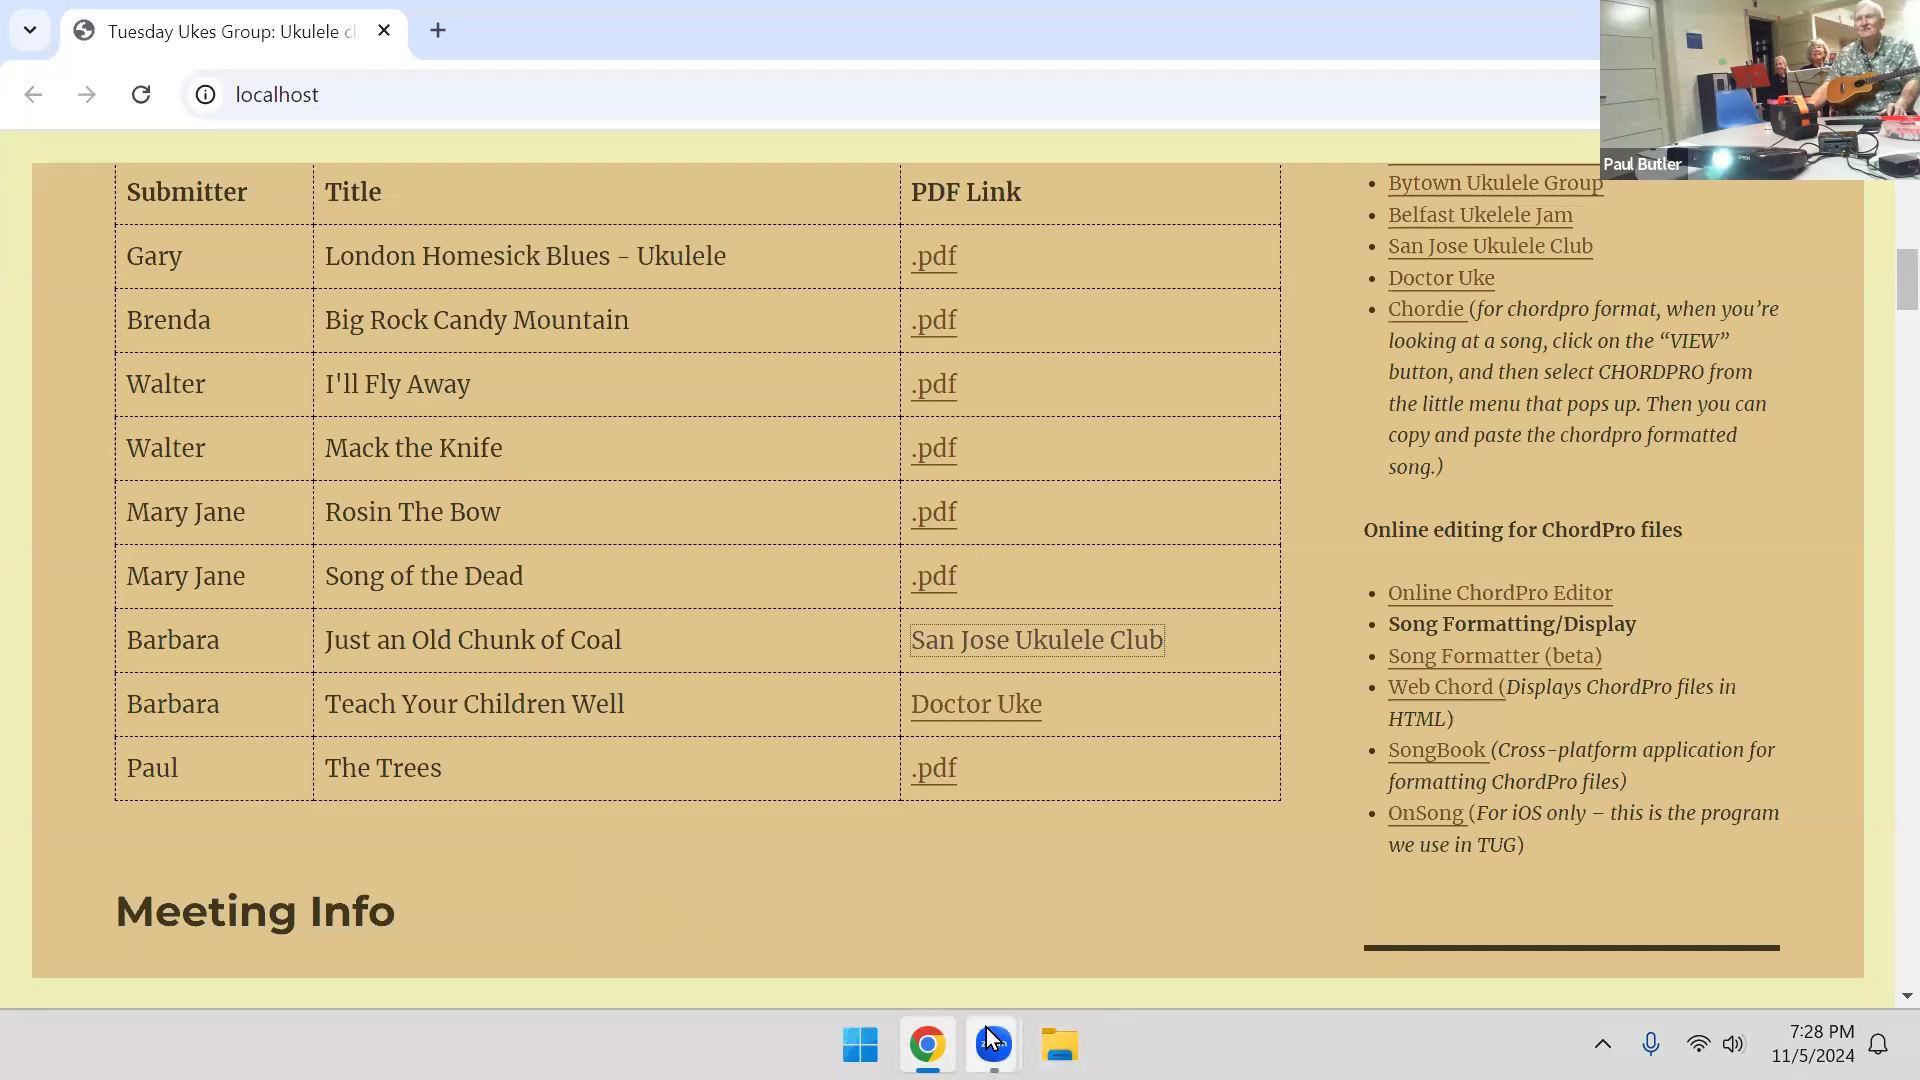 Tuesday Ukes Group: Ukulele cl
localhost
Paul Butler
Submitter Title PDF Link
Gary London Homesick Blues - Ukulele .pdf
Brenda Big Rock Candy Mountain .pdf
Walter I'll Fly Away .pdf
Walter Mack the Knife .pdf
Mary Jane Rosin The Bow .pdf
Mary Jane Song of the Dead .pdf
Barbara Just an Old Chunk of Coal San Jose Ukulele Club
Barbara Teach Your Children Well Doctor Uke
Paul The Trees .pdf
Meeting Info
Bytown Ukulele Group
Belfast Ukelele Jam
San Jose Ukulele Club
Doctor Uke
Chordie (for chordpro format, when you’re
looking at a song, click on the “VIEW”
button, and then select CHORDPRO from
the little menu that pops up. Then you can
copy and paste the chordpro formatted
song.)
Online editing for ChordPro files
Online ChordPro Editor
Song Formatting/Display
Song Formatter (beta)
Web Chord (Displays ChordPro files in
HTML)
SongBook (Cross-platform application for
formatting ChordPro files)
OnSong (For iOS only – this is the program
we use in TUG)
7:28 PM
11/5/2024